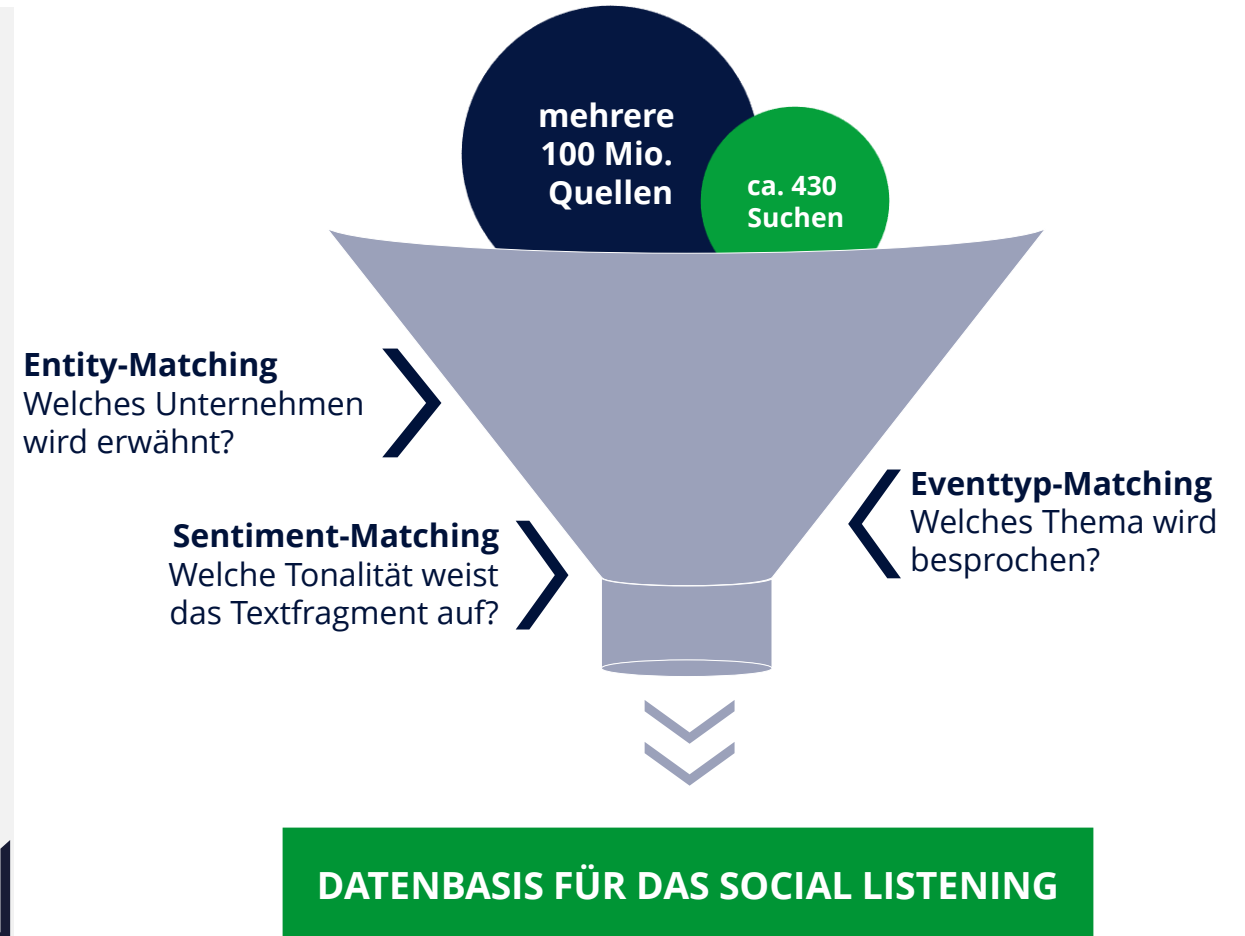 mehrere
100 Mio.
Quellen
ca. 430
Suchen
Entity-Matching
Welches Unternehmen
wird erwähnt?
Eventtyp-Matching
Welches Thema wird
besprochen?
Sentiment-Matching
Welche Tonalität weist
das Textfragment auf?
DATENBASIS FÜR DAS SOCIAL LISTENING